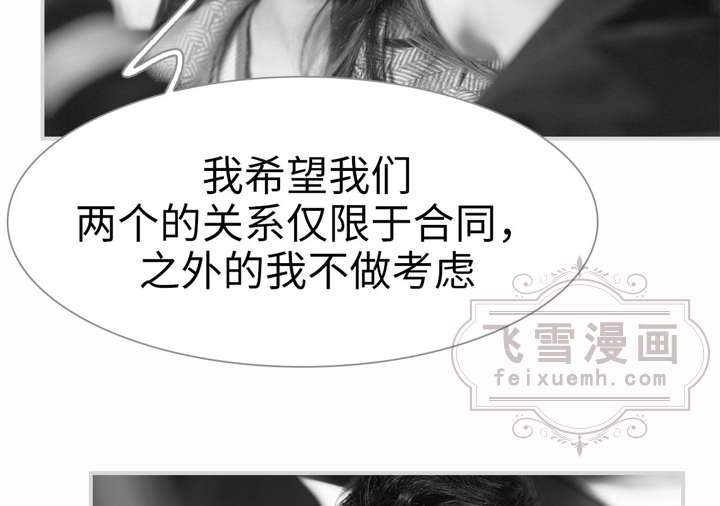 我希望我们
两个的关系仅限于合同，
之外的我不做考虑
飞雪漫画
feixuemh.com